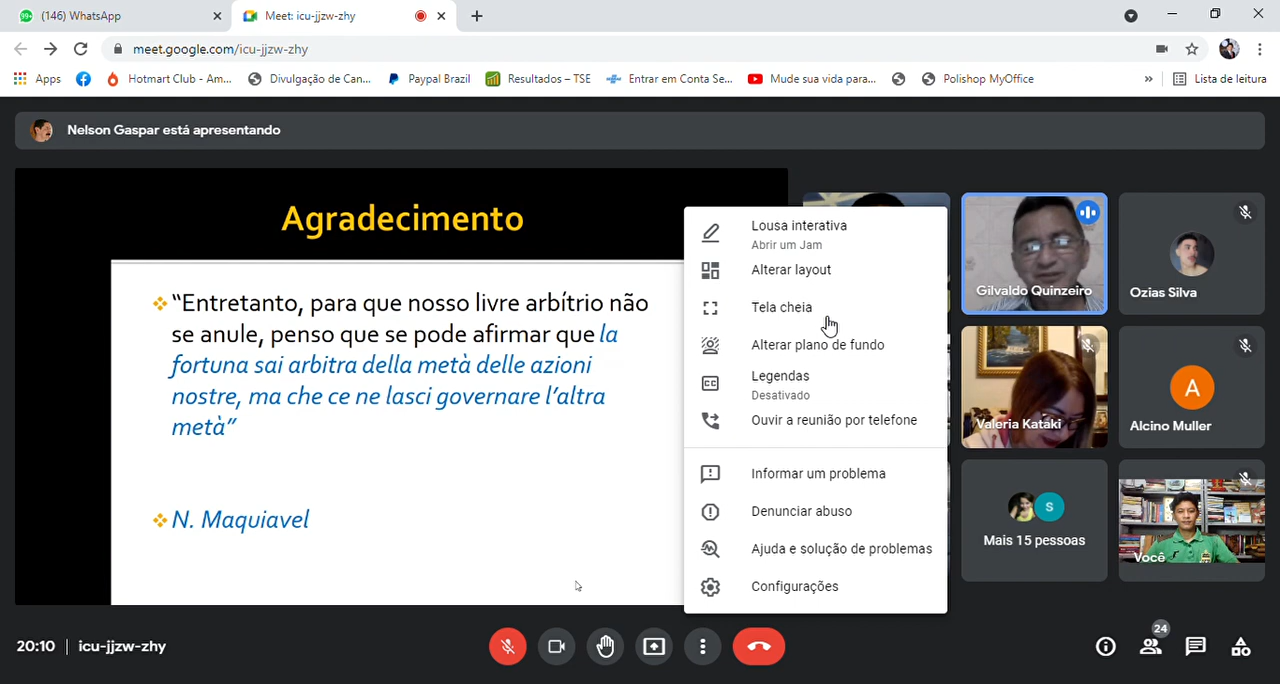 99+ (146) WhatsApp
Meet: icu-jjzw-zhy
meet.google.com/icu-jjzw-zhy
Apps
Hotmart Club - Am...
Divulgação de Can...
Paypal Brazil
Resultados – TSE
Entrar em Conta Se...
Mude sua vida para...
Polishop MyOffice
»
Lista de leitura
Nelson Gaspar está apresentando
Agradecimento
“Entretanto, para que nosso livre arbítrio não
se anule, penso que se pode afirmar que la
fortuna sai arbitra della metà delle azioni
nostre, ma che ce ne lasci governare l’altra
metà”
N. Maquiavel
Lousa interativa
Abrir um Jam
Alterar layout
Tela cheia
Alterar plano de fundo
CC
Legendas
Desativado
Ouvir a reunião por telefone
Informar um problema
Denunciar abuso
Ajuda e solução de problemas
Configurações
Gilvaldo Quinzeiro
Ozias Silva
Valeria Kataki
A
Alcino Muller
S
Mais 15 pessoas
Você
20:10 | icu-jjzw-zhy
24